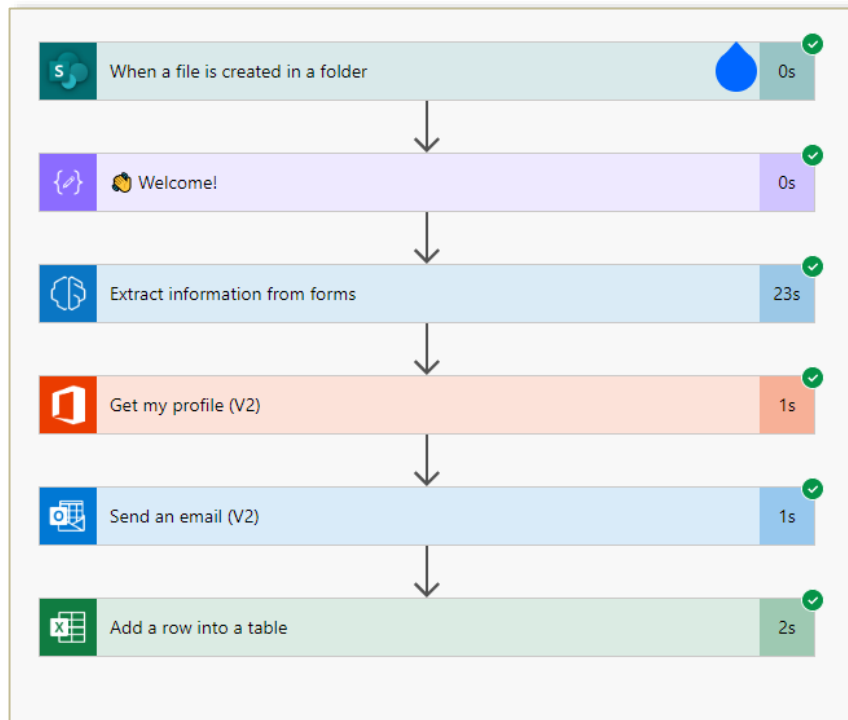 S
When a file is created in a folder
0s
👏 Welcome!
0s
Extract information from forms
23s
Get my profile (V2)
1s
Send an email (V2)
1s
X
Add a row into a table
2s